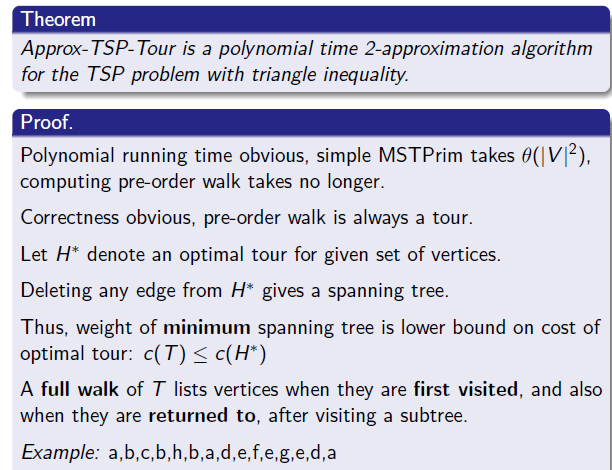 Theorem
Approx-TSP-Tour is a polynomial time 2-approximation algorithm
for the TSP problem with triangle inequality.
Proof.
Polynomial running time obvious, simple MSTPrim takes θ(|V|²),
computing pre-order walk takes no longer.
Correctness obvious, pre-order walk is always a tour.
Let H* denote an optimal tour for given set of vertices.
Deleting any edge from H* gives a spanning tree.
Thus, weight of minimum spanning tree is lower bound on cost of
optimal tour: c(T) ≤ c(H*)
A full walk of T lists vertices when they are first visited, and also
when they are returned to, after visiting a subtree.
Example: a,b,c,b,h,b,a,d,e,f,e,g,e,d,a